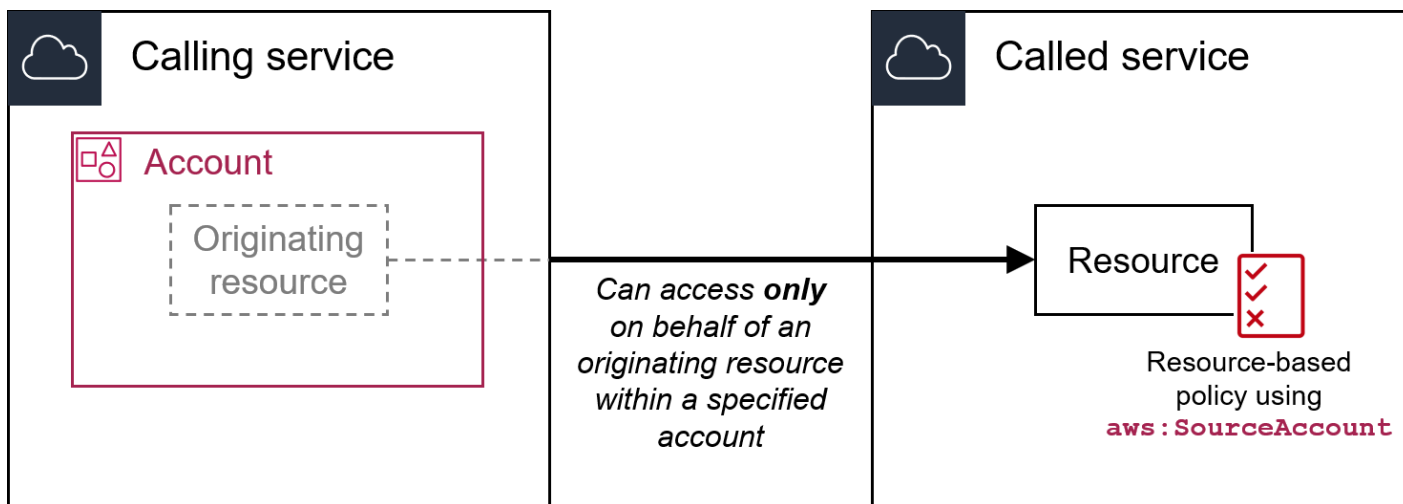 Calling service
Account
Originating
resource
Can access only
on behalf of an
originating resource
within a specified
account
Called service
Resource
Resource-based
policy using
aws:SourceAccount